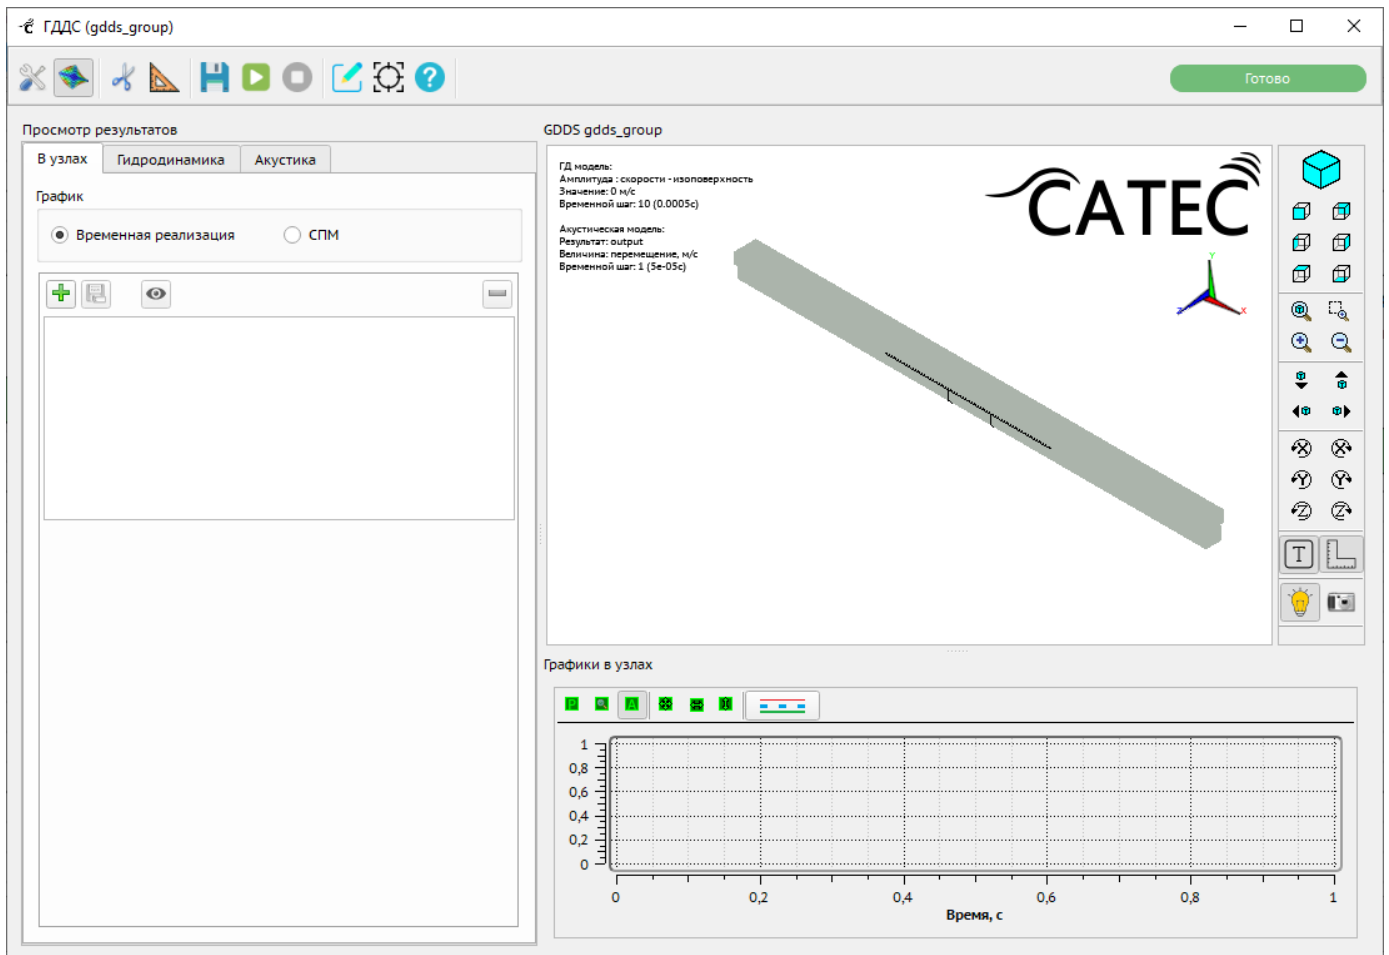 ГДДС (gdds_group)
Готово
Просмотр результатов
В узлах
Гидродинамика
Акустика
График
Временная реализация
СПМ
GDDS gdds_group
ГД модель:
Амплитуда : скорости - изоповерхность
Значение: 0 м/с
Временной шаг: 10 (0.0005с)
Акустическая модель:
Результат: output
Величина: перемещение, м/с
Временной шаг: 1 (5e-05с)
CATEC
Y
Z
X
X X
Y Y
Z Z
T
Графики в узлах
P
A
1
0,8
0,6
0,4
0,2
0
0 0,2 0,4 0,6 0,8 1
Время, с